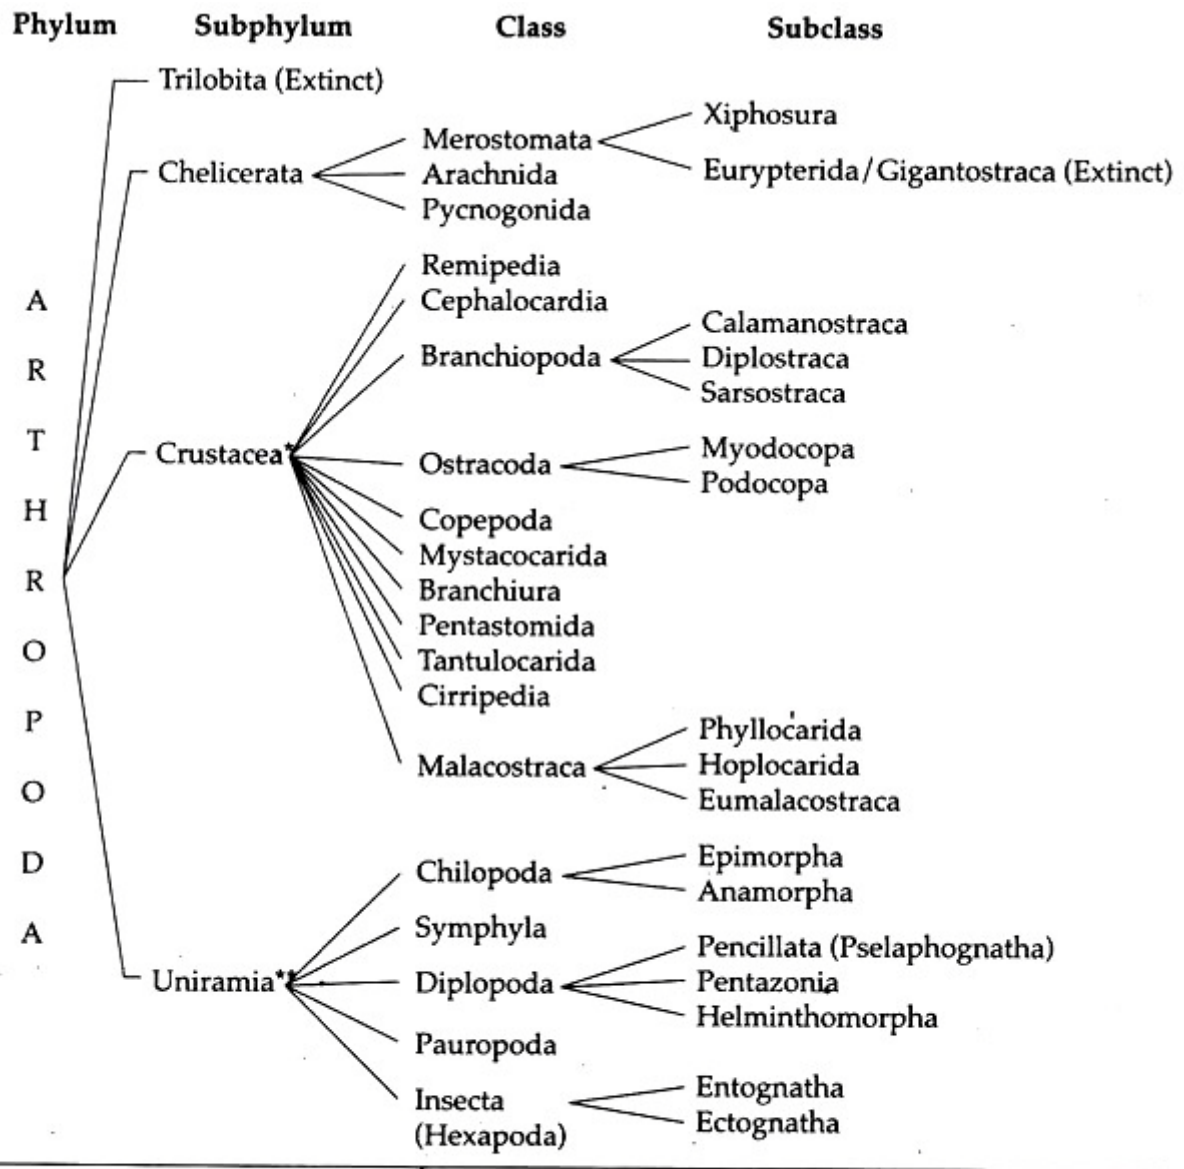 Phylum Subphylum Class Subclass
Trilobita (Extinct)
Xiphosura
Merostomata
Chelicerata Arachnida Eurypterida/Gigantostraca (Extinct)
Pycnogonida
Remipedia
A Cephalocardia
Calamanostraca
R Branchiopoda Diplostraca
Sarsostraca
T Crustacea* Myodocopa
Ostracoda
Podocopa
H Copepoda
Mystacocarida
R Branchiura
Pentastomida
O Tantulocarida
Cirripedia
P Phyllocarida
Malacostraca Hoplocarida
O Eumalacostraca
D Chilopoda Epimorpha
Anamorpha
A Symphyla
Pencillata (Pselaphognatha)
Uniramia** Diplopoda Pentazonia
Helminthomorpha
Pauropoda
Entognatha
Insecta
(Hexapoda) Ectognatha